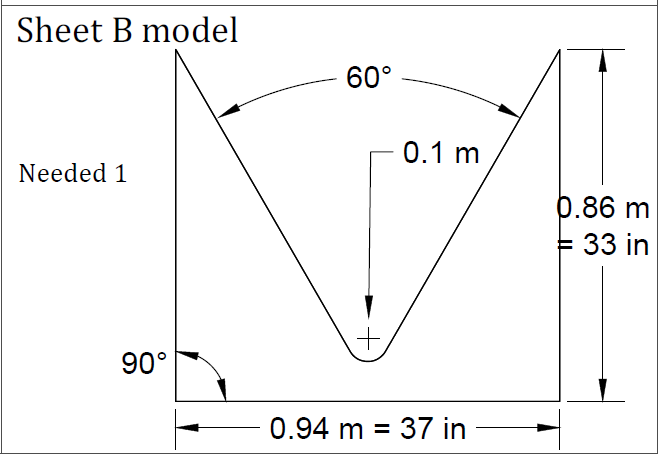 Sheet B model
60°
0.1 m
Needed 1
0.86 m
= 33 in
90°
0.94 m = 37 in